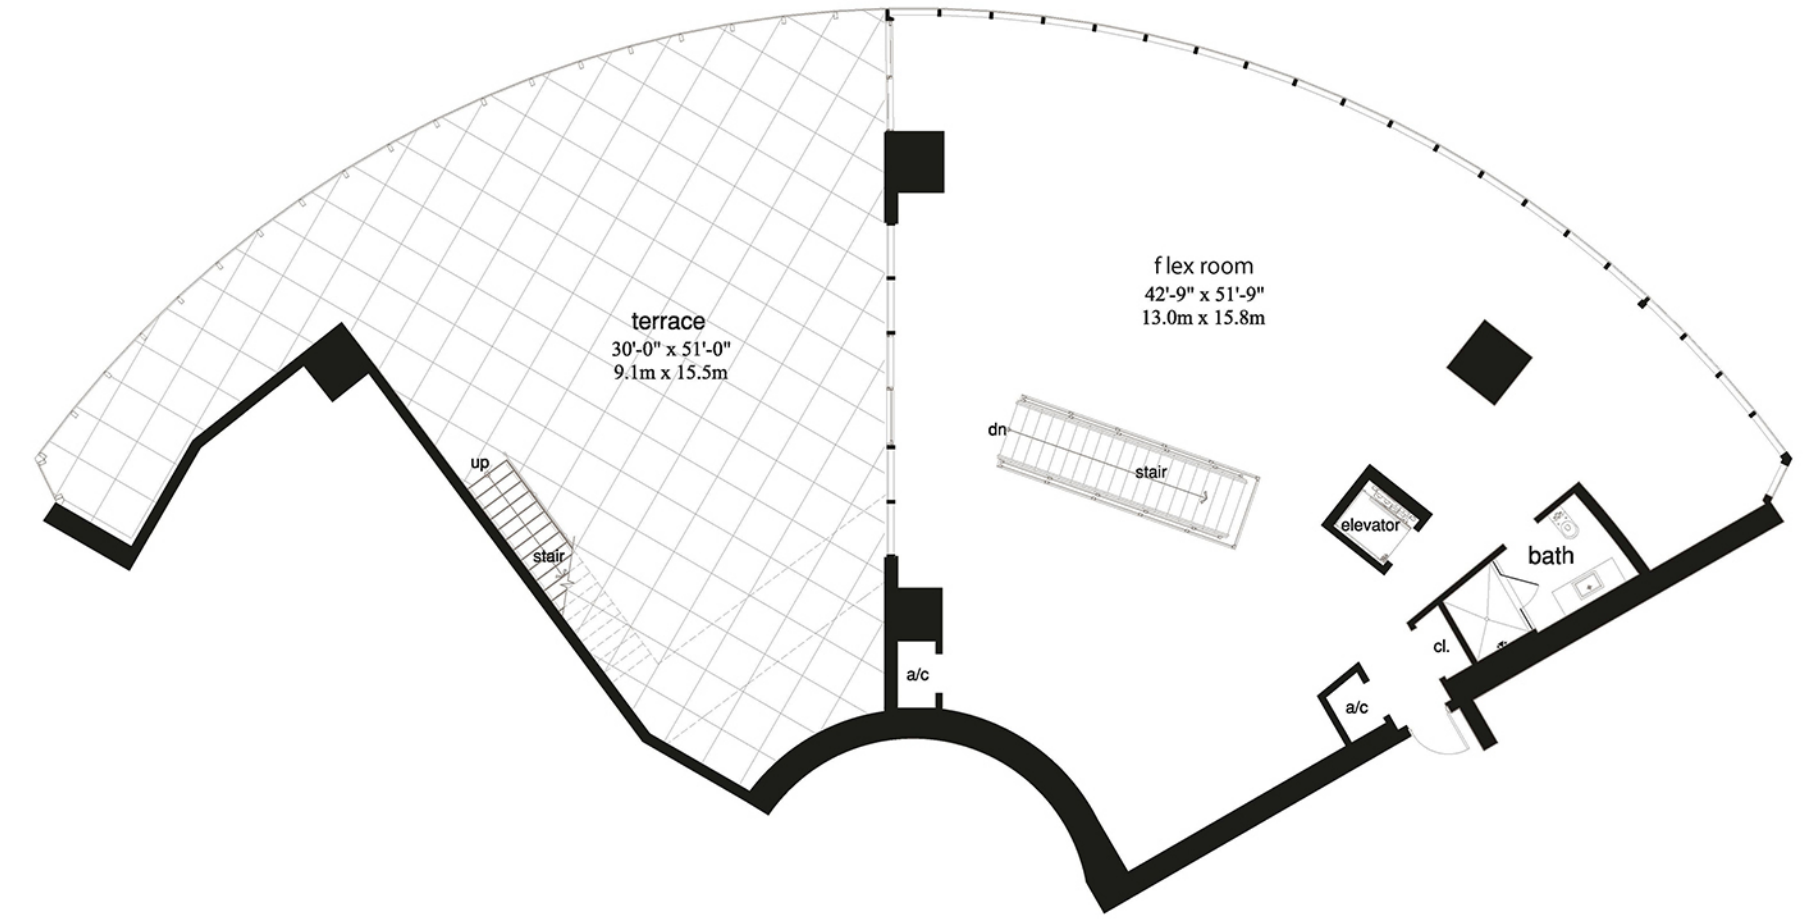 terrace
30'-0" x 51'-0"
9.1m x 15.5m
up
stair
flex room
42'-9" x 51'-9"
13.0m x 15.8m
dn
stair
elevator
bath
cl.
a/c
a/c